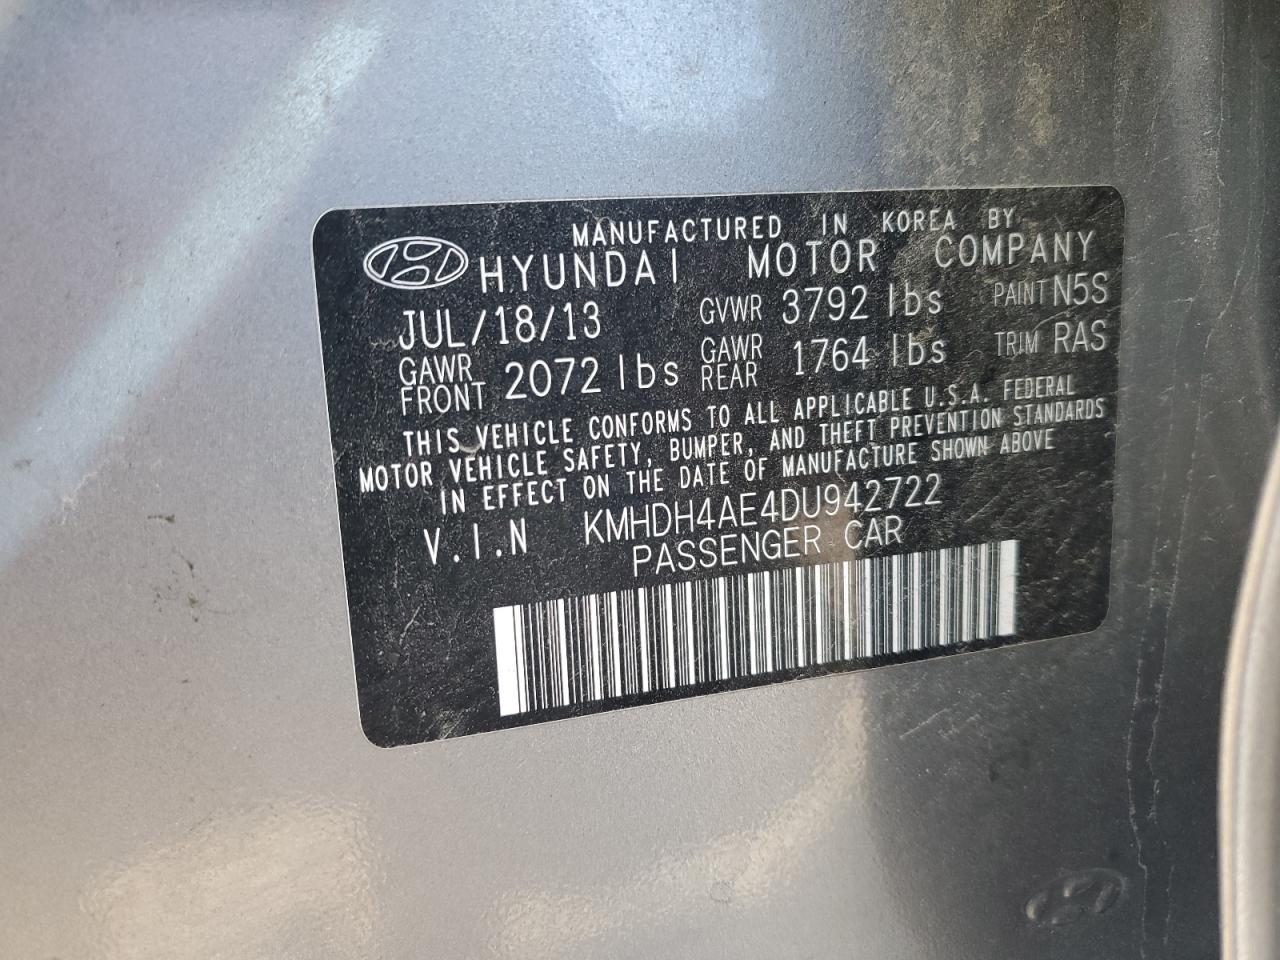 MANUFACTURED IN KOREA BY
HYUNDAI MOTOR COMPANY
JUL/18/13 GVWR 3792 lbs PAINT N5S
GAWR FRONT 2072 lbs GAWR REAR 1764 lbs TRIM RAS
THIS VEHICLE CONFORMS TO ALL APPLICABLE U.S.A. FEDERAL
MOTOR VEHICLE SAFETY, BUMPER, AND THEFT PREVENTION STANDARDS
IN EFFECT ON THE DATE OF MANUFACTURE SHOWN ABOVE
V.I.N KMHDH4AE4DU942722
PASSENGER CAR